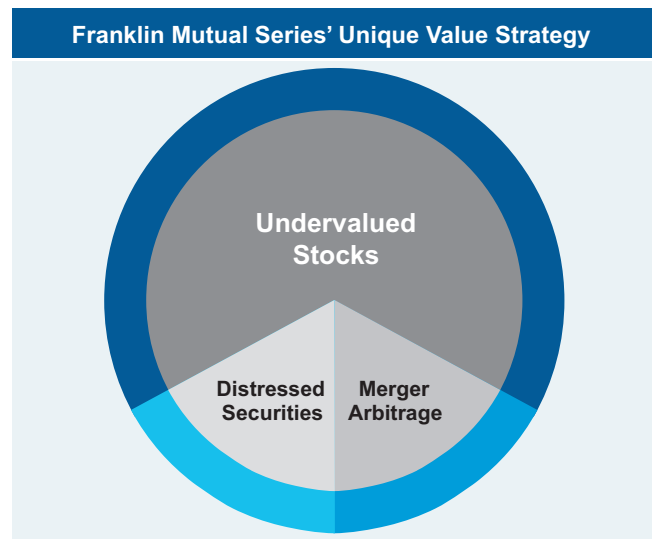 Franklin Mutual Series’ Unique Value Strategy
Undervalued
Stocks
Distressed
Securities
Merger
Arbitrage